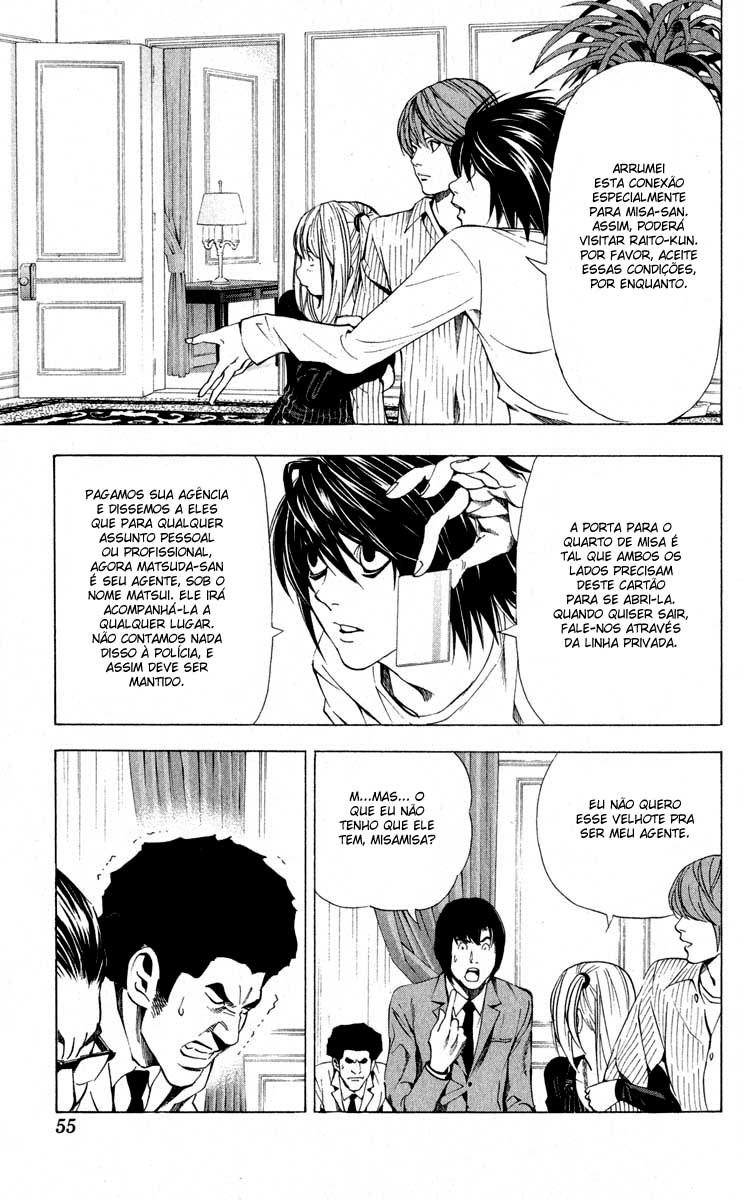 ARRUMEI
ESTA CONEXÃO
ESPECIALMENTE
PARA MISA-SAN.
ASSIM, PODERÁ
VISITAR RAITO-KUN.
POR FAVOR, ACEITE
ESSAS CONDIÇÕES,
POR ENQUANTO.
A PORTA PARA O
QUARTO DE MISA É
TAL QUE AMBOS OS
LADOS PRECISAM
DESTE CARTÃO
PARA SE ABRI-LA.
QUANDO QUISER SAIR,
FALE-NOS ATRAVÉS
DA LINHA PRIVADA.
PAGAMOS SUA AGÊNCIA
E DISSEMOS A ELES
QUE PARA QUALQUER
ASSUNTO PESSOAL
OU PROFISSIONAL,
AGORA MATSUDA-SAN
É SEU AGENTE, SOB O
NOME MATSUI. ELE IRÁ
ACOMPANHÁ-LA A
QUALQUER LUGAR.
NÃO CONTAMOS NADA
DISSO À POLÍCIA, E
ASSIM DEVE SER
MANTIDO.
EU NÃO QUERO
ESSE VELHOTE PRA
SER MEU AGENTE.
M...MAS... O
QUE EU NÃO
TENHO QUE ELE
TEM, MISAMISA?
55